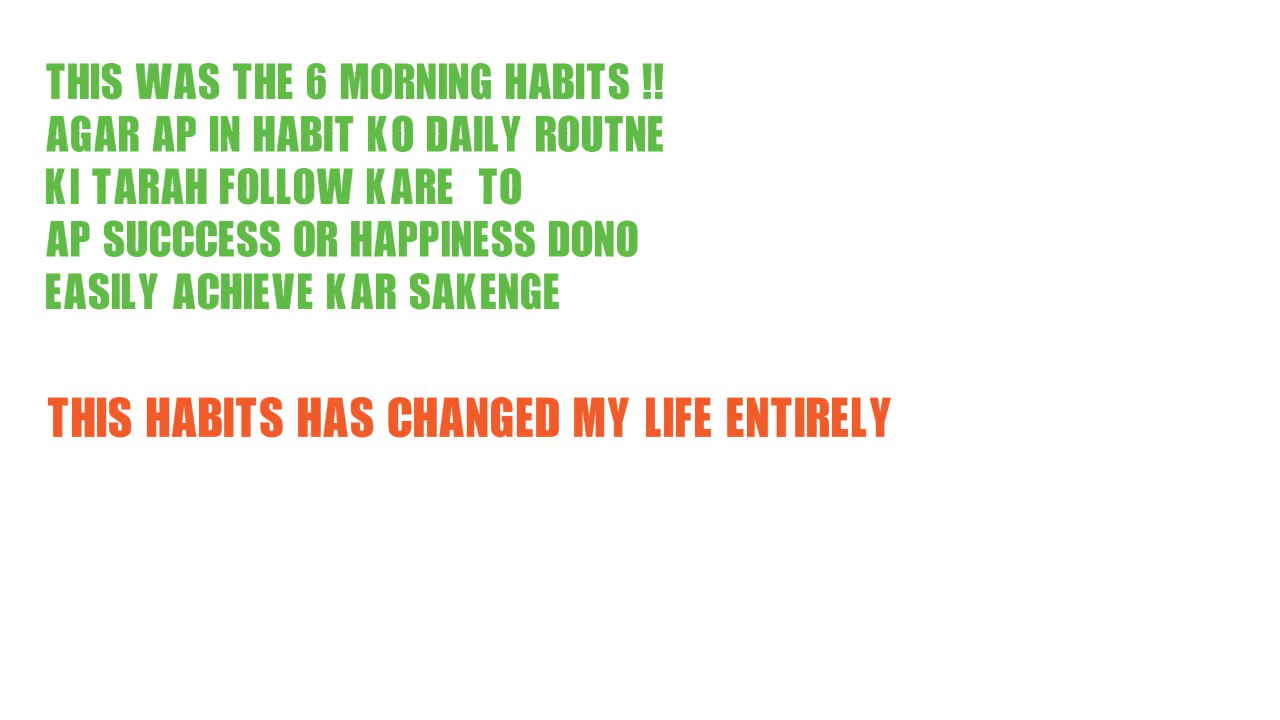 THIS WAS THE 6 MORNING HABITS !!
AGAR AP IN HABIT KO DAILY ROUTNE
KI TARAH FOLLOW KARE  TO
AP SUCCCESS OR HAPPINESS DONO
EASILY ACHIEVE KAR SAKENGE
THIS HABITS HAS CHANGED MY LIFE ENTIRELY